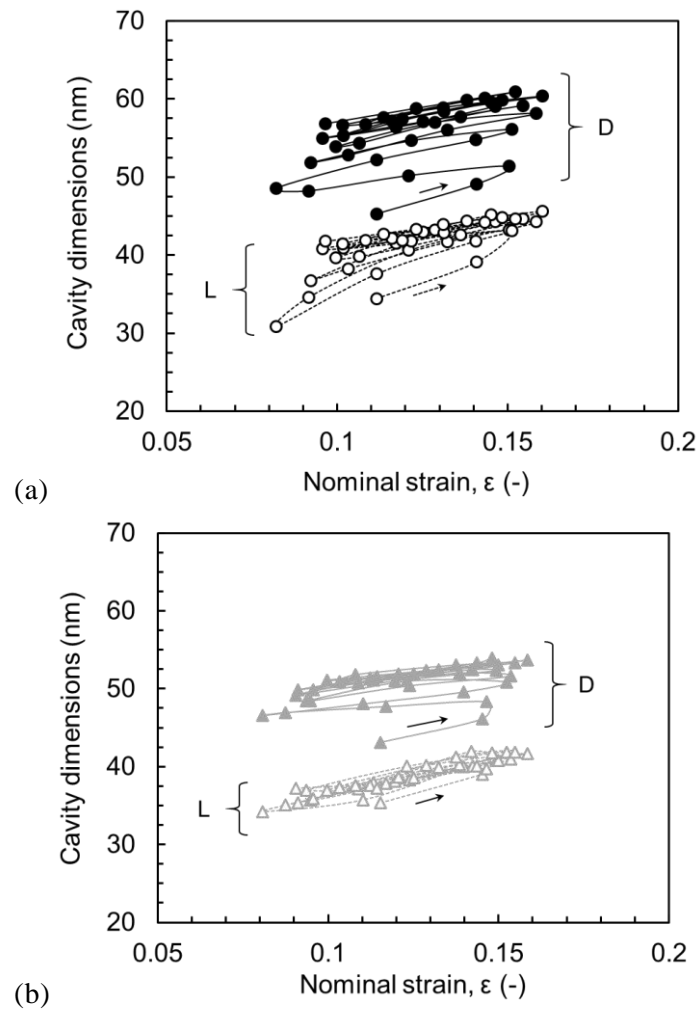 70
60
50
40
30
20
Cavity dimensions (nm)
D
L
0.05 0.1 0.15 0.2
Nominal strain, ε (-)
(a)
70
60
50
40
30
20
Cavity dimensions (nm)
D
L
0.05 0.1 0.15 0.2
Nominal strain, ε (-)
(b)